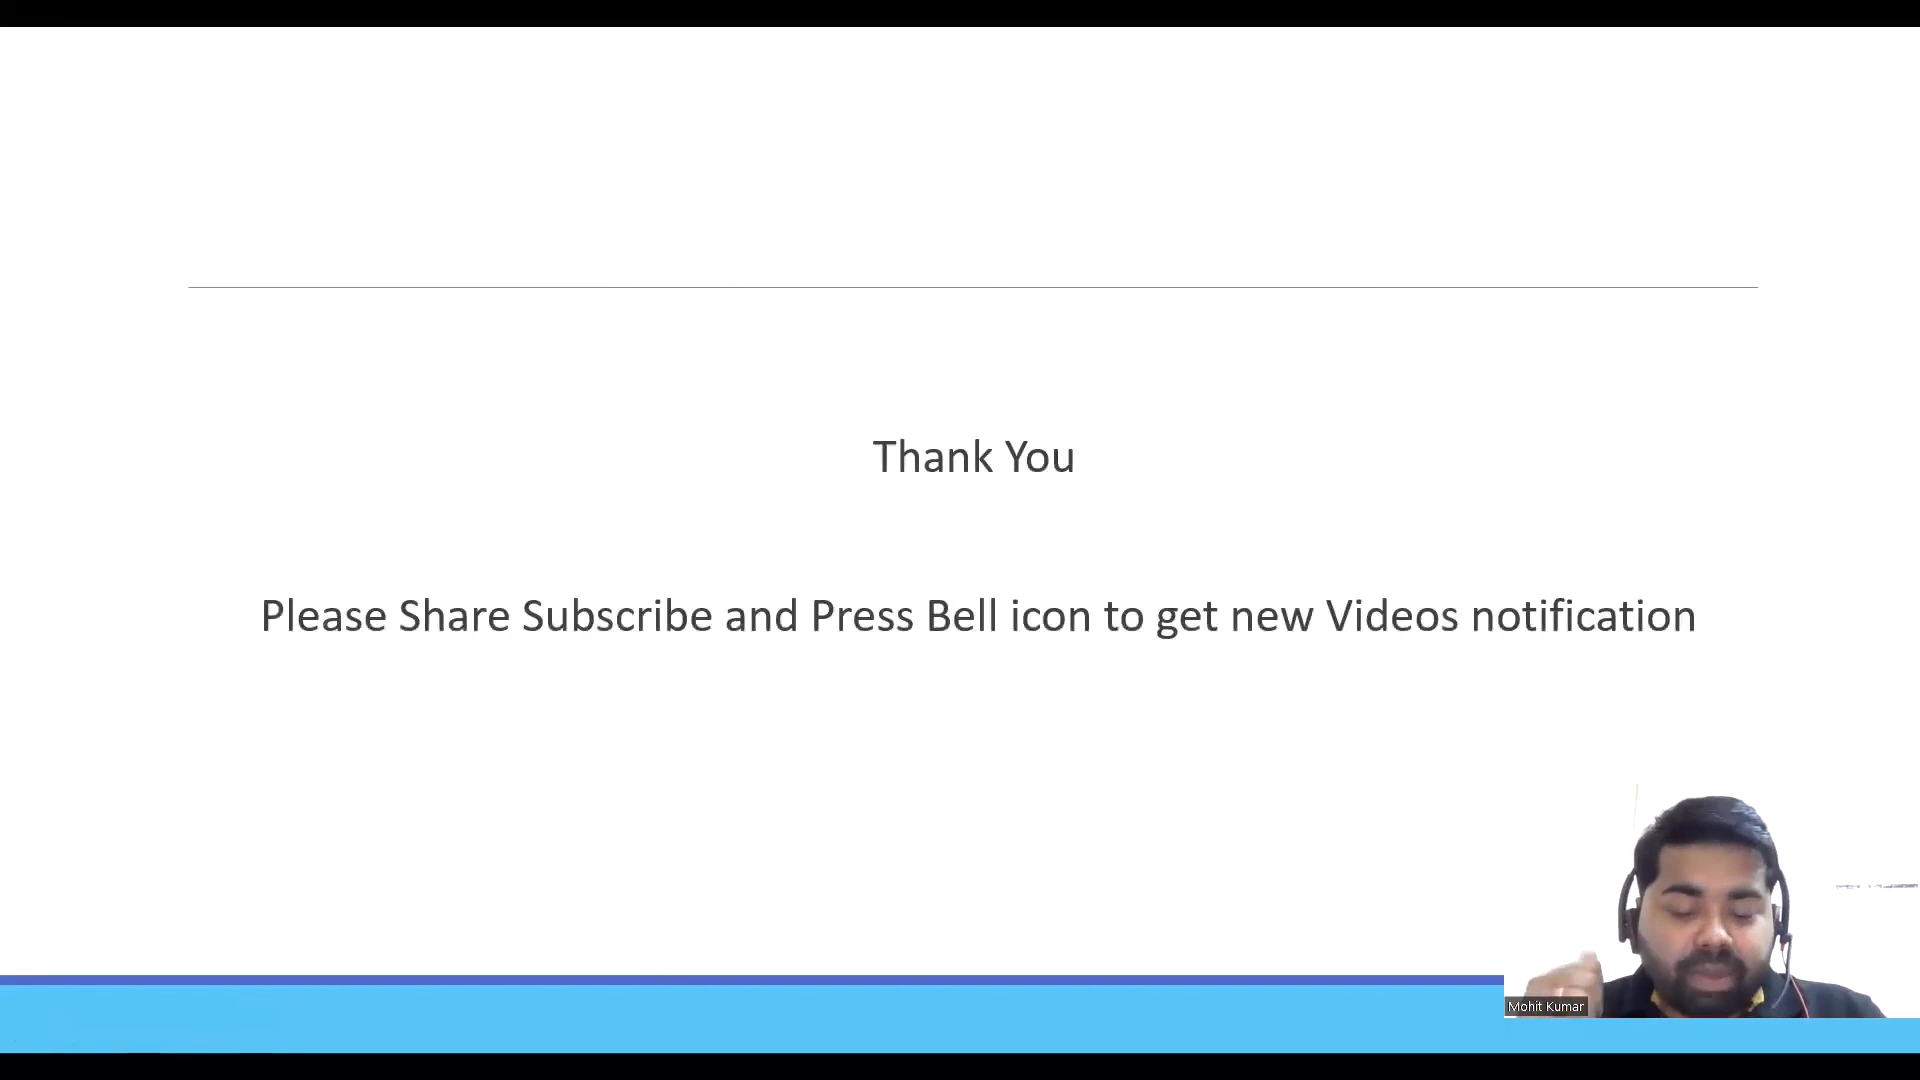 Thank You
Please Share Subscribe and Press Bell icon to get new Videos notification
Mohit Kumar